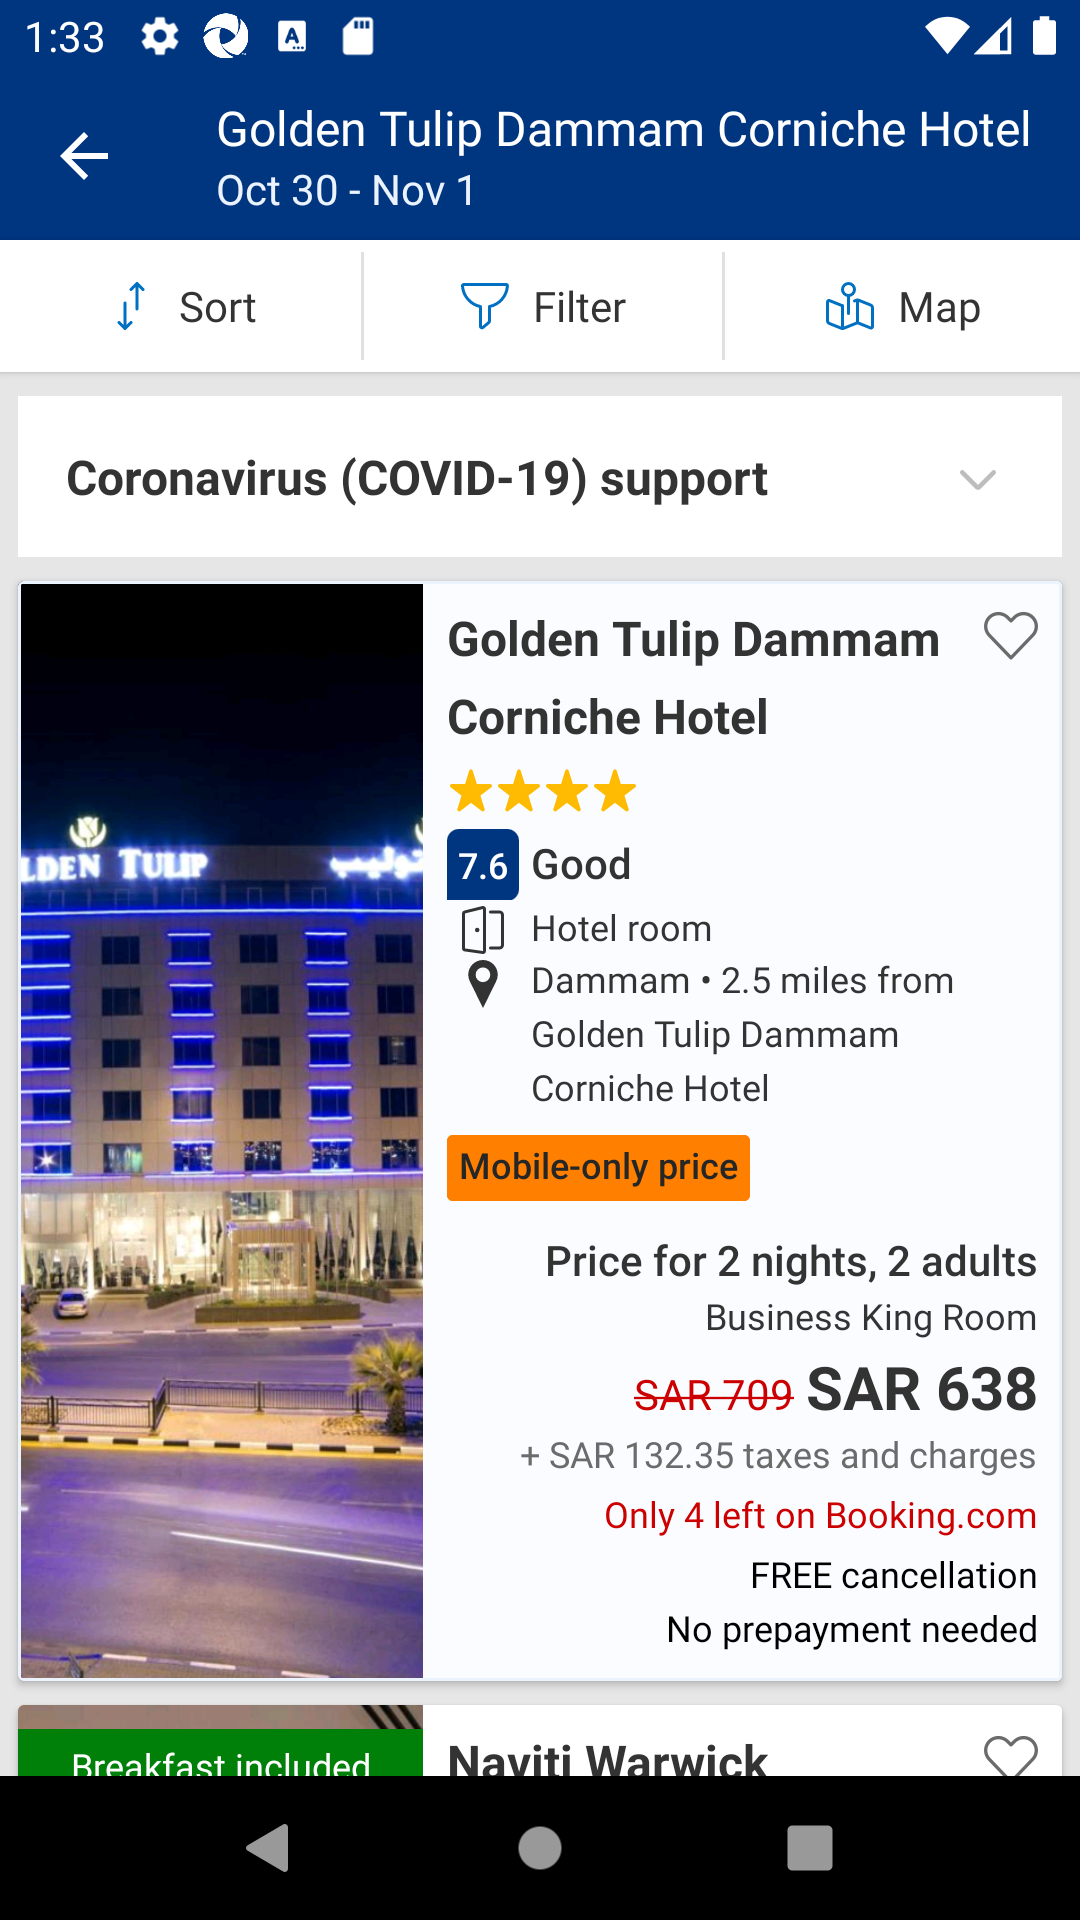 1:33
Golden Tulip Dammam Corniche Hotel
Oct 30 - Nov 1
Sort
Filter
Map
Coronavirus (COVID-19) support
Golden Tulip Dammam
Corniche Hotel
7.6 Good
Hotel room
Dammam • 2.5 miles from
Golden Tulip Dammam
Corniche Hotel
Mobile-only price
Price for 2 nights, 2 adults
Business King Room
SAR 709 SAR 638
+ SAR 132.35 taxes and charges
Only 4 left on Booking.com
FREE cancellation
No prepayment needed
LDEN TULIP
توليب
Breakfast included
Naviti Warwick